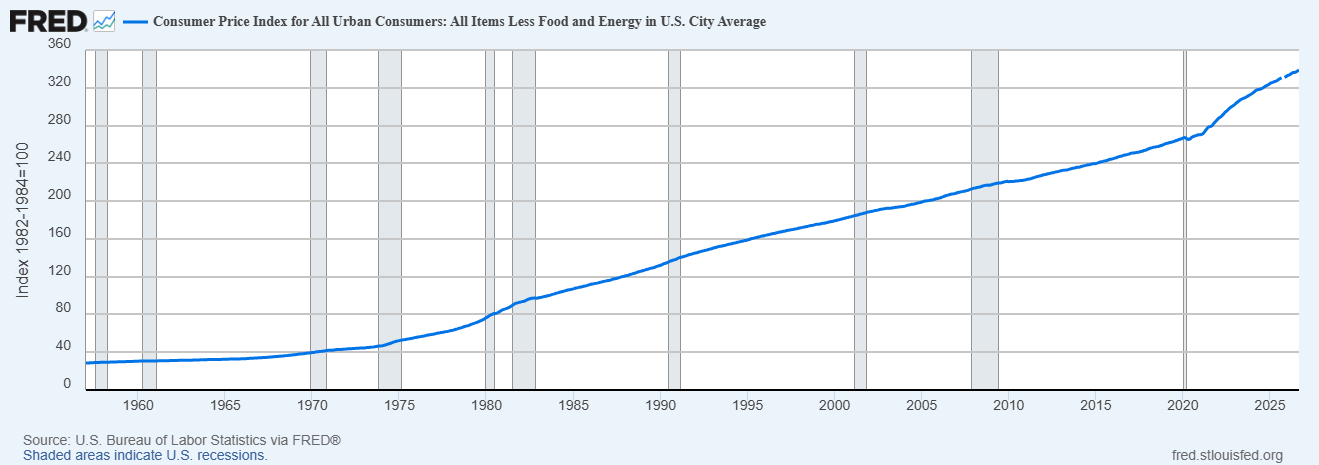 FRED
Consumer Price Index for All Urban Consumers: All Items Less Food and Energy in U.S. City Average
360
320
280
240
200
160
120
80
40
0
Index 1982-1984=100
1960 1965 1970 1975 1980 1985 1990 1995 2000 2005 2010 2015 2020 2025
Source: U.S. Bureau of Labor Statistics via FRED®
Shaded areas indicate U.S. recessions.
fred.stlouisfed.org